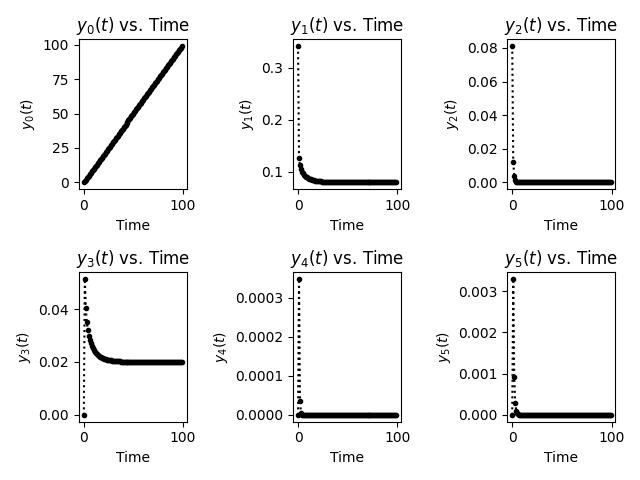 y₀(t) vs. Time
y₁(t) vs. Time
y₂(t) vs. Time
100
75
50
25
0
y₀(t)
0
100
Time
0.3
0.2
0.1
y₁(t)
0
100
Time
0.08
0.06
0.04
0.02
0.00
y₂(t)
0
100
Time
y₃(t) vs. Time
y₄(t) vs. Time
y₅(t) vs. Time
0.04
0.02
0.00
y₃(t)
0
100
Time
0.0003
0.0002
0.0001
0.0000
y₄(t)
0
100
Time
0.003
0.002
0.001
0.000
y₅(t)
0
100
Time